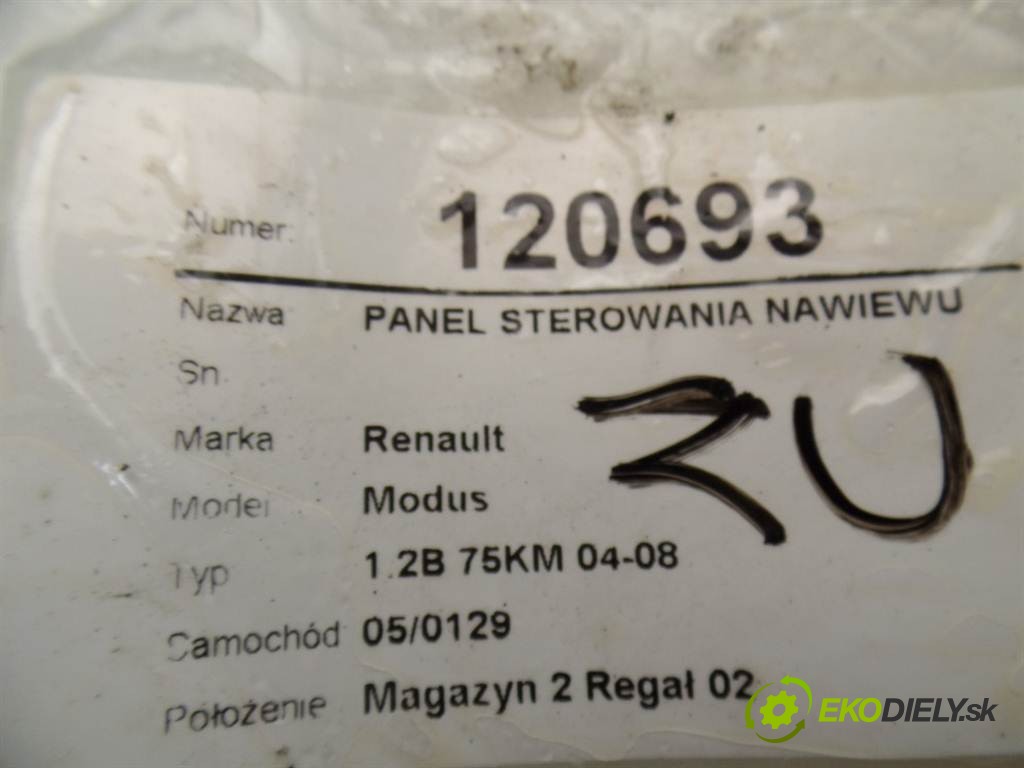 Numer: 120693
Nazwa PANEL STEROWANIA NAWIEWU
Sn.
Marka Renault
Model Modus
Typ 1.2B 75KM 04-08
Samochód 05/0129
Położenie Magazyn 2 Regał 02
EKODIELY.sk